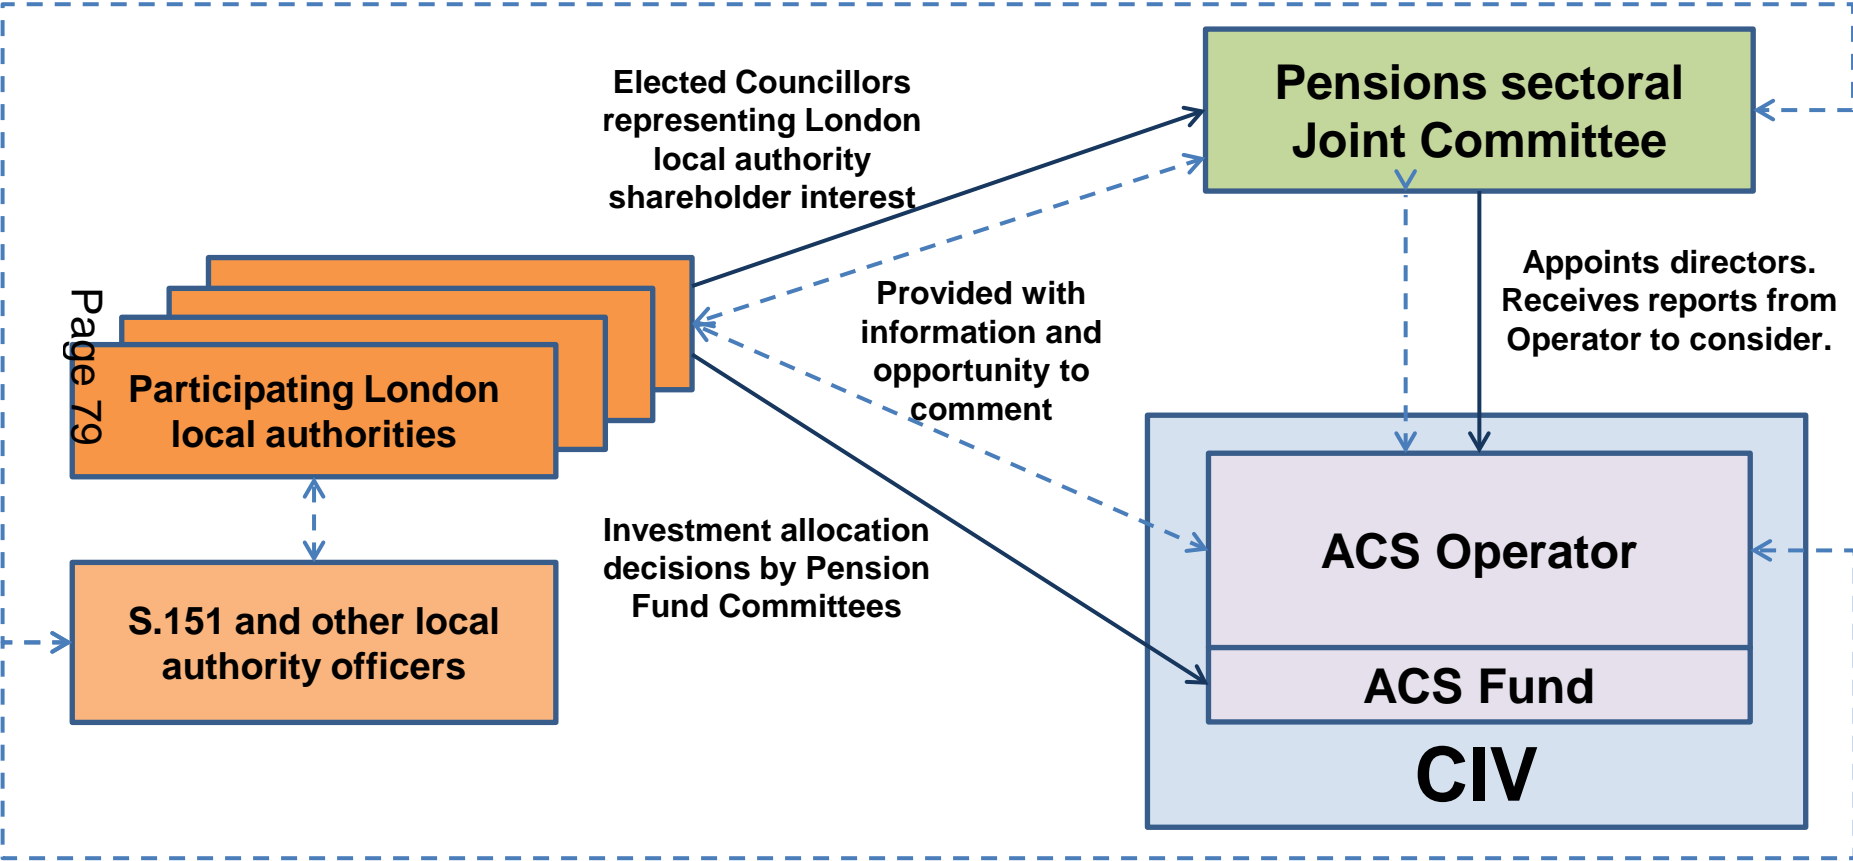 Elected Councillors
representing London
local authority
shareholder interest
Pensions sectoral
Joint Committee
Page 79
Participating London
local authorities
Provided with
information and
opportunity to
comment
Appoints directors.
Receives reports from
Operator to consider.
S.151 and other local
authority officers
Investment allocation
decisions by Pension
Fund Committees
ACS Operator
ACS Fund
CIV